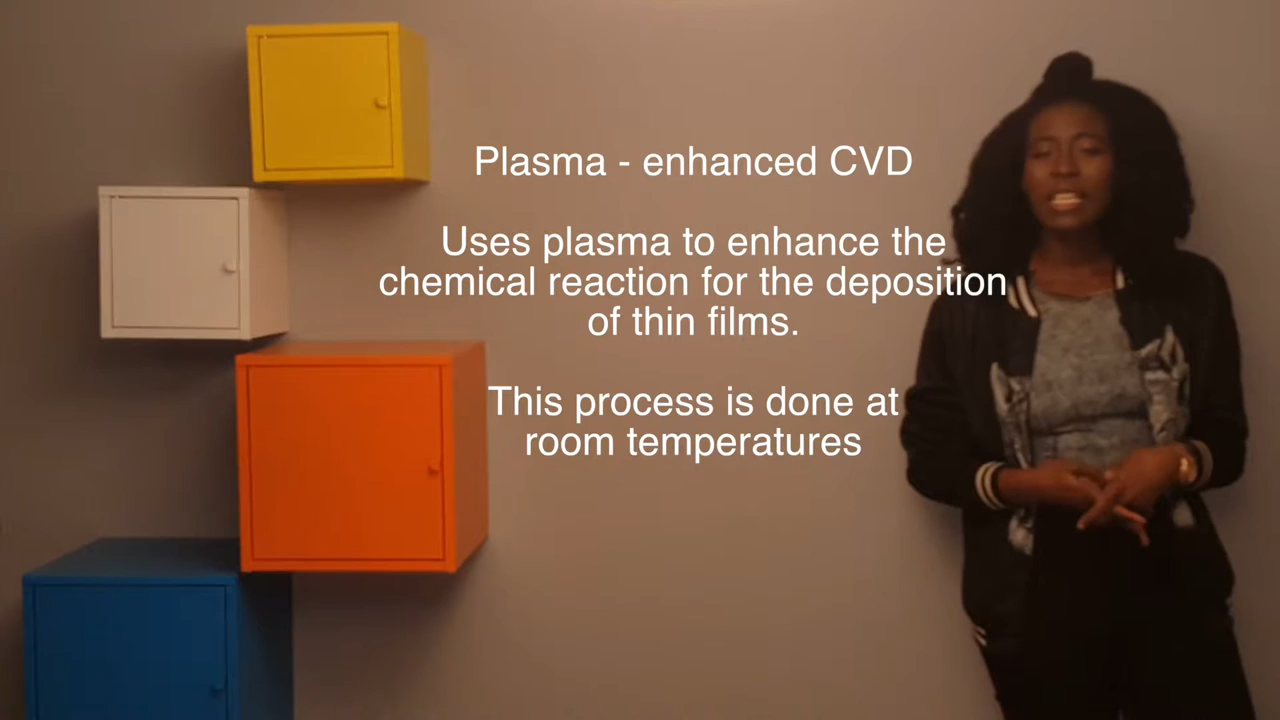 Plasma - enhanced CVD
Uses plasma to enhance the
chemical reaction for the deposition
of thin films.
This process is done at
room temperatures